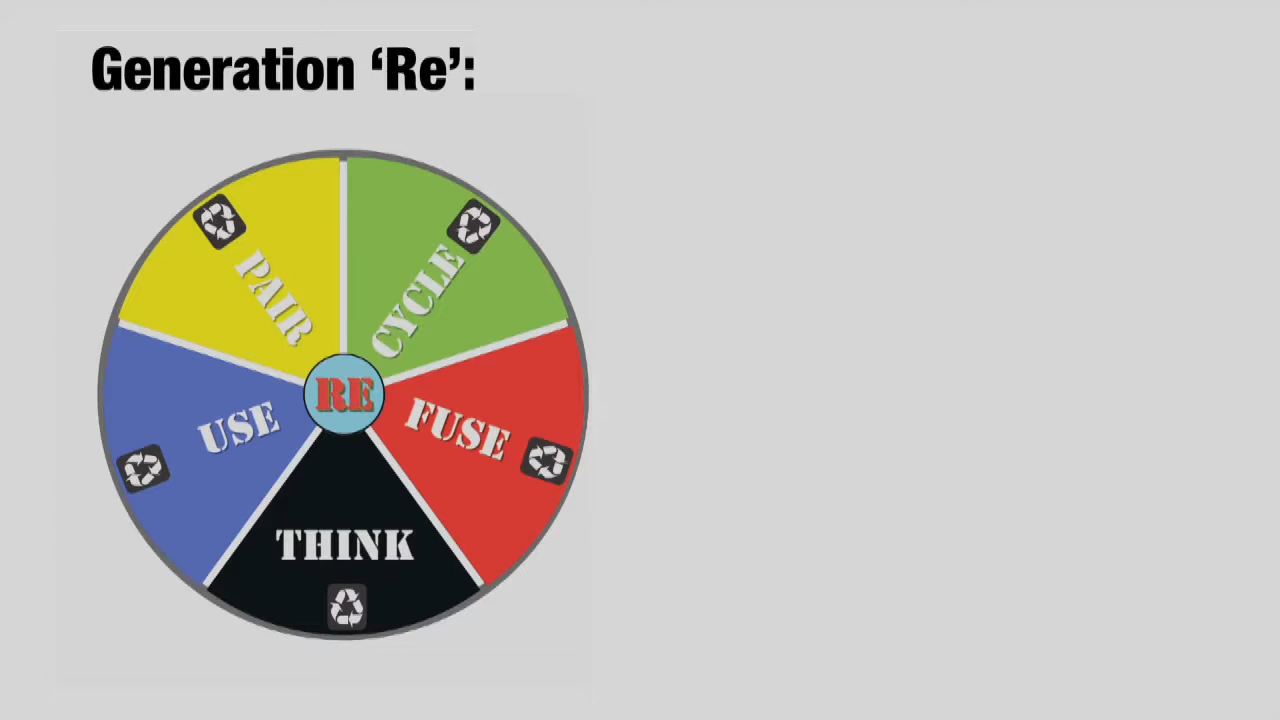 Generation ‘Re’:
PAIR
CYCLE
USE
RE
FUSE
THINK